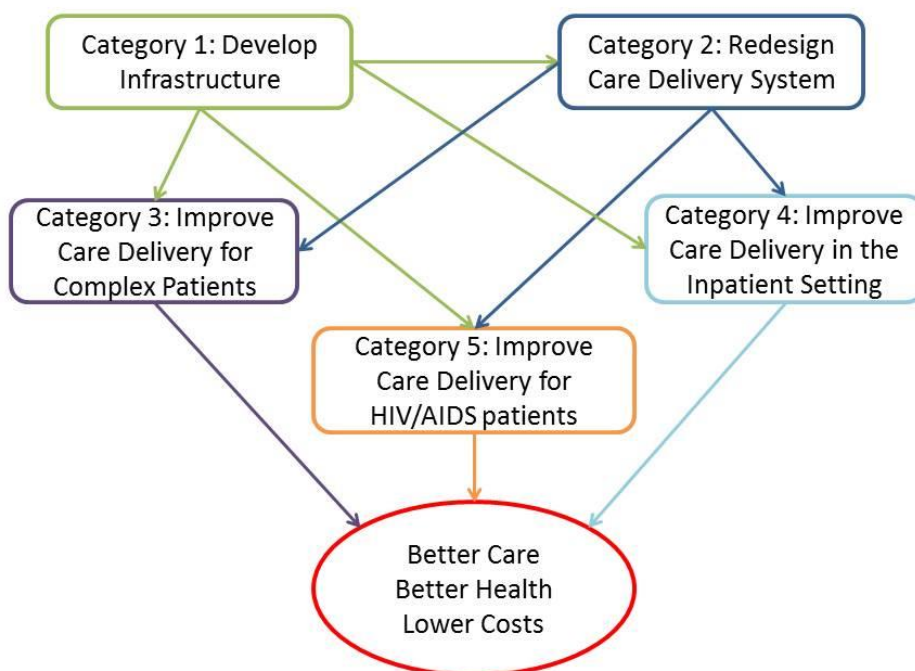 Category 1: Develop
Infrastructure
Category 2: Redesign
Care Delivery System
Category 3: Improve
Care Delivery for
Complex Patients
Category 4: Improve
Care Delivery in the
Inpatient Setting
Category 5: Improve
Care Delivery for
HIV/AIDS patients
Better Care
Better Health
Lower Costs